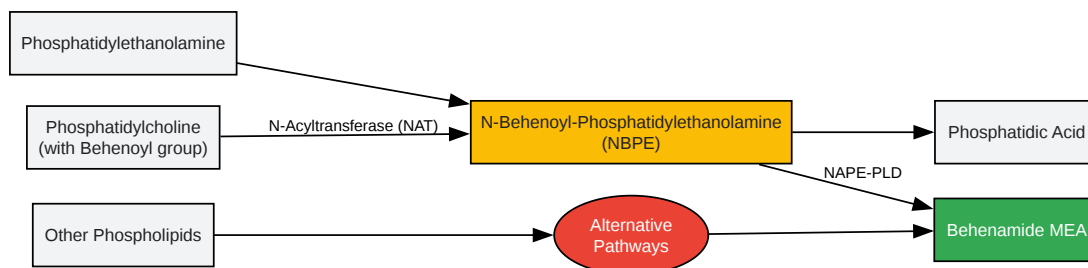 Phosphatidylethanolamine
Phosphatidylcholine
(with Behenoyl group)
N-Acyltransferase (NAT)
N-Behenoyl-Phosphatidylethanolamine
(NBPE)
Phosphatidic Acid
NAPE-PLD
Other Phospholipids
Alternative
Pathways
Behenamide MEA